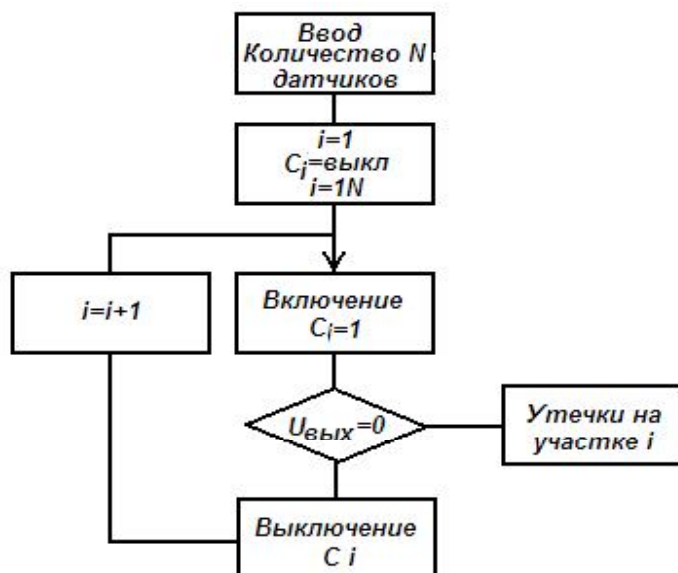 Ввод
Количество N
датчиков
i=1
Ci=выкл
i=1N
i=i+1
Включение
Ci=1
Uвых=0
Утечки на
участке i
Выключение
C i